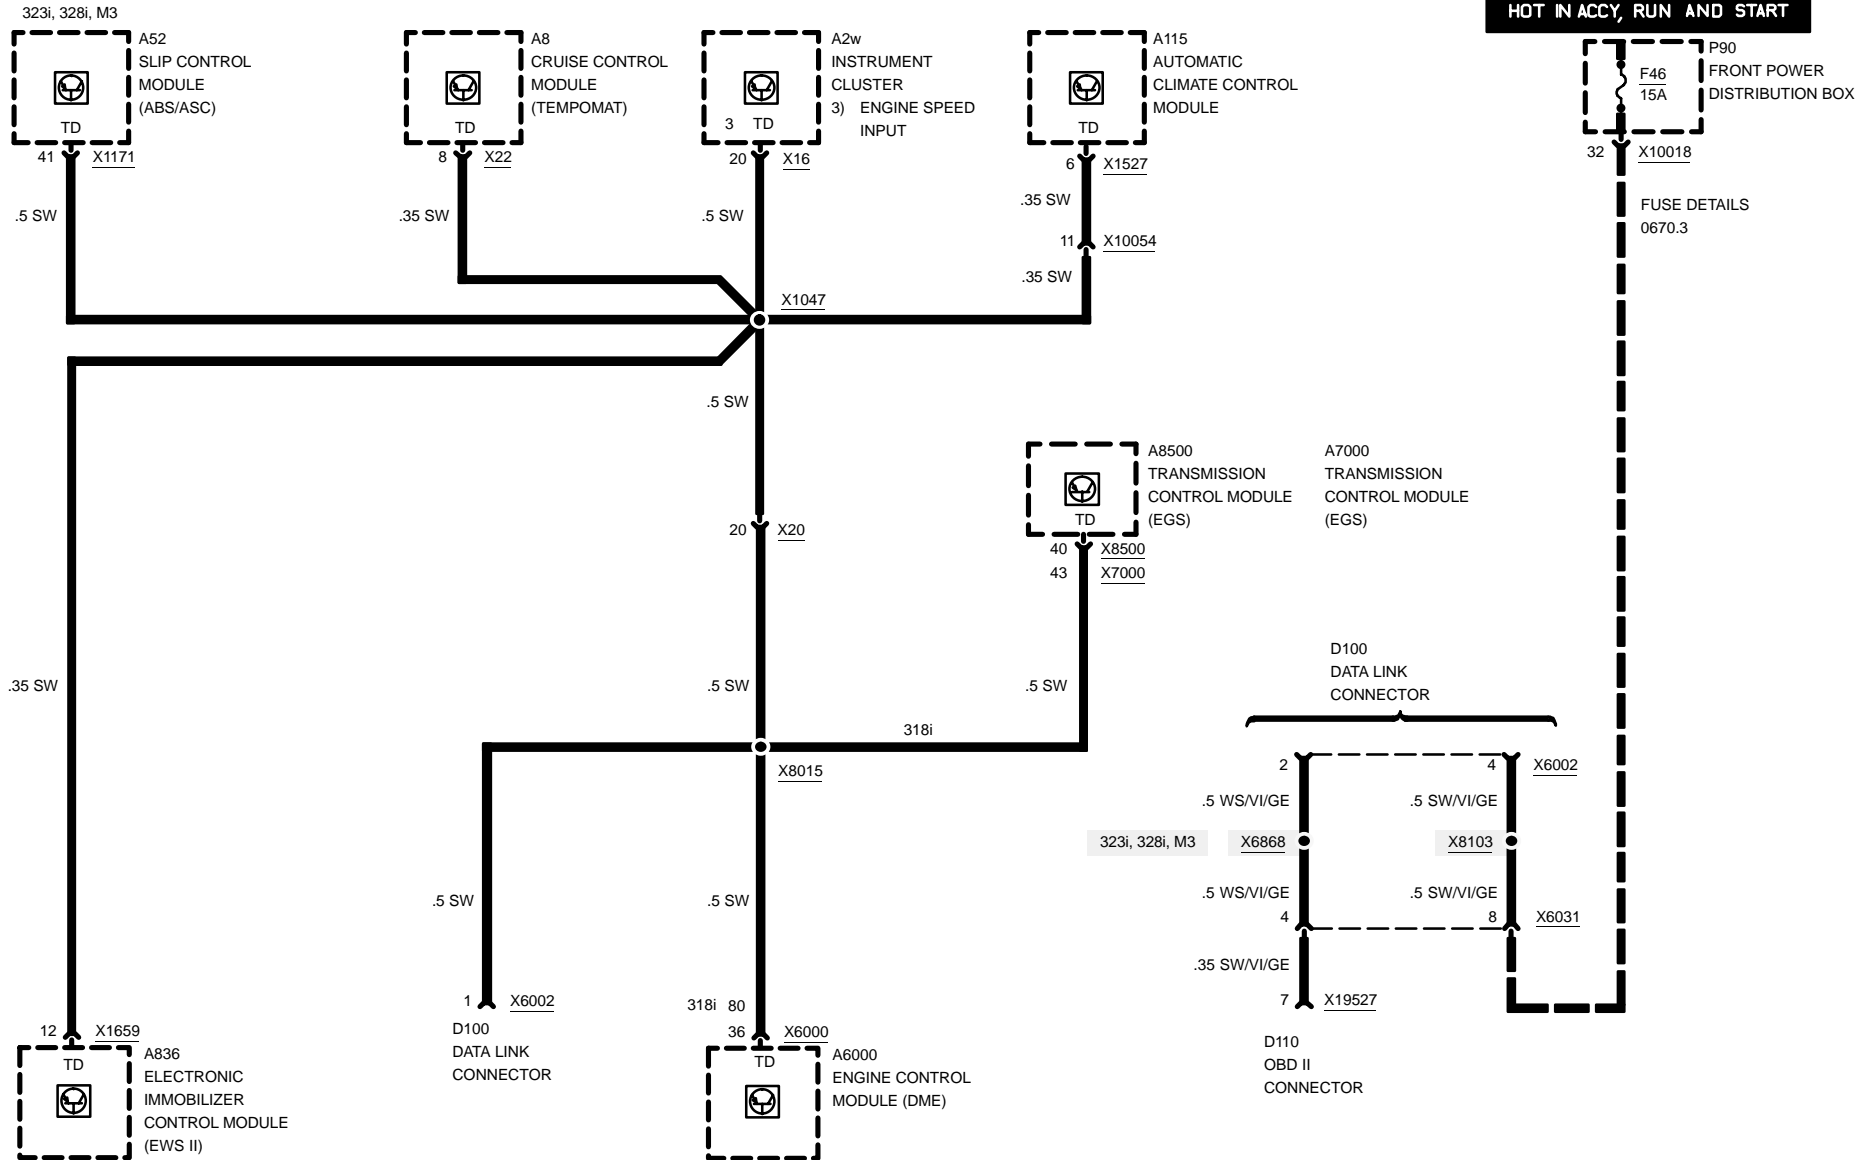 323i, 328i, M3
A52
SLIP CONTROL
MODULE
(ABS/ASC)
TD
41 X1171
.5 SW
A8
CRUISE CONTROL
MODULE
(TEMPOMAT)
TD
8 X22
.35 SW
A2w
INSTRUMENT
CLUSTER
3) ENGINE SPEED
INPUT
3 TD
20 X16
.5 SW
A115
AUTOMATIC
CLIMATE CONTROL
MODULE
TD
6 X1527
.35 SW
11 X10054
.35 SW
HOT IN ACCY, RUN AND START
P90
FRONT POWER
DISTRIBUTION BOX
F46
15A
32 X10018
FUSE DETAILS
0670.3
X1047
.5 SW
20 X20
A8500
TRANSMISSION
CONTROL MODULE
(EGS)
A7000
TRANSMISSION
CONTROL MODULE
(EGS)
TD
40 X8500
43 X7000
.35 SW
.5 SW
.5 SW
318i
X8015
D100
DATA LINK
CONNECTOR
2
4 X6002
.5 WS/VI/GE
.5 SW/VI/GE
323i, 328i, M3
X6868
X8103
.5 WS/VI/GE
.5 SW/VI/GE
4
8 X6031
.35 SW/VI/GE
7 X19527
D110
OBD II
CONNECTOR
.5 SW
.5 SW
1 X6002
D100
DATA LINK
CONNECTOR
318i 80
36 X6000
TD
A6000
ENGINE CONTROL
MODULE (DME)
12 X1659
TD
A836
ELECTRONIC
IMMOBILIZER
CONTROL MODULE
(EWS II)